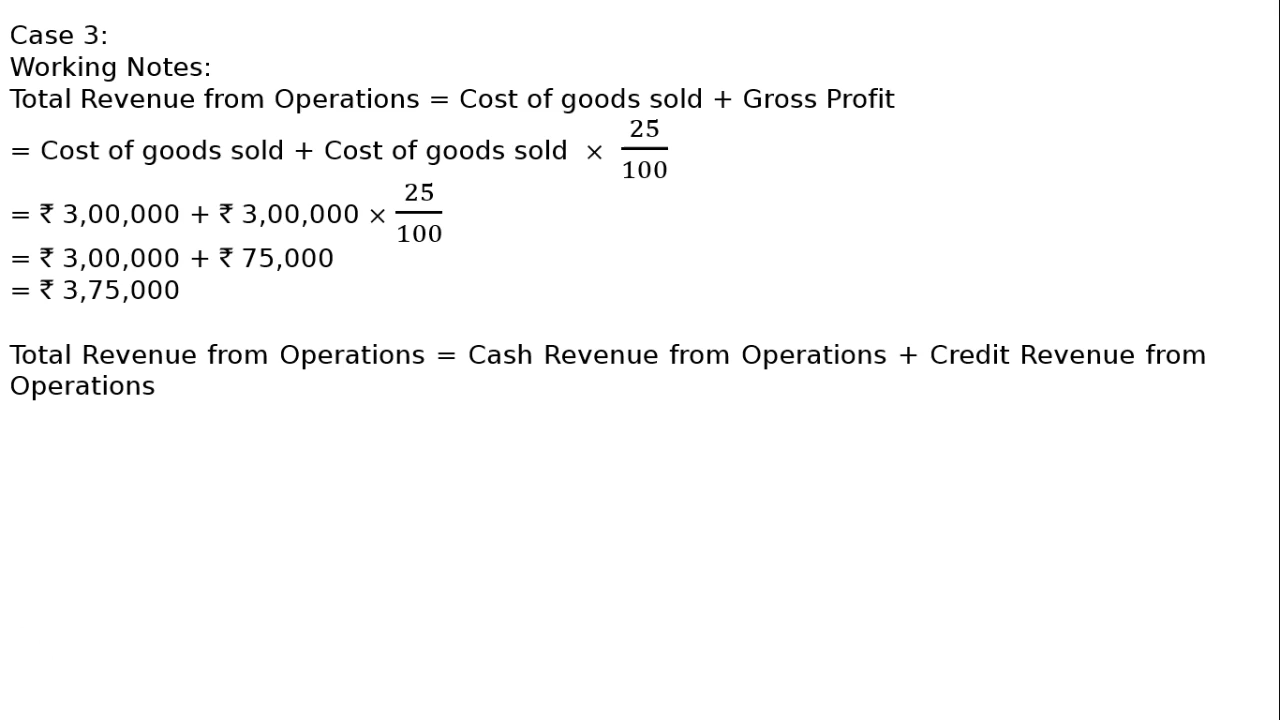 Case 3:
Working Notes:
Total Revenue from Operations = Cost of goods sold + Gross Profit
= Cost of goods sold + Cost of goods sold × 25/100
= ₹ 3,00,000 + ₹ 3,00,000 × 25/100
= ₹ 3,00,000 + ₹ 75,000
= ₹ 3,75,000
Total Revenue from Operations = Cash Revenue from Operations + Credit Revenue from
Operations